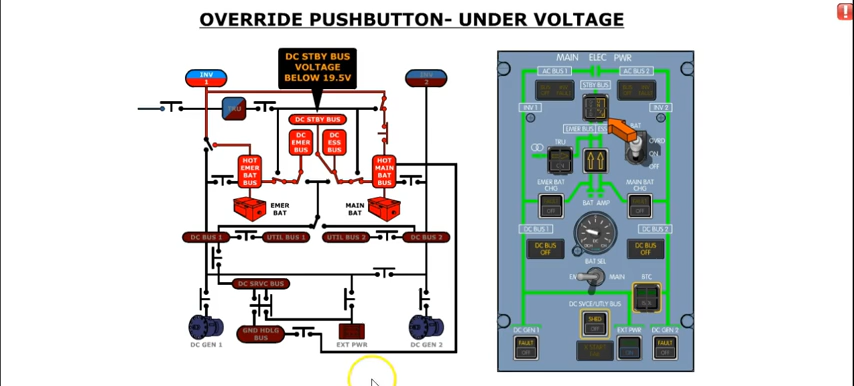 OVERRIDE PUSHBUTTON- UNDER VOLTAGE
DC STBY BUS
VOLTAGE
BELOW 19.5V
INV
1
INV
2
TRU
DC STBY BUS
DC
EMER
BUS
DC
ESS
BUS
HOT
EMER
BAT
BUS
HOT
MAIN
BAT
BUS
EMER
BAT
MAIN
BAT
DC BUS 1
UTIL BUS 1
UTIL BUS 2
DC BUS 2
DC SRVC BUS
GND HDLG
BUS
DC GEN 1
EXT PWR
DC GEN 2
MAIN ELEC PWR
AC BUS 1
AC BUS 2
STBY BUS
INV 1
INV 2
EMER BUS
BAT
OVRD
ON
OFF
TRU
EMER BAT
CHG
MAIN BAT
CHG
OFF
OFF
BAT AMP
DC BUS 1
DC BUS 2
DC BUS
OFF
DC BUS
OFF
BAT SEL
MAIN
BTC
DC SVCE/UTLY BUS
SHED
OFF
DC GEN 1
EXT PWR
DC GEN 2
FAULT
OFF
FAULT
OFF